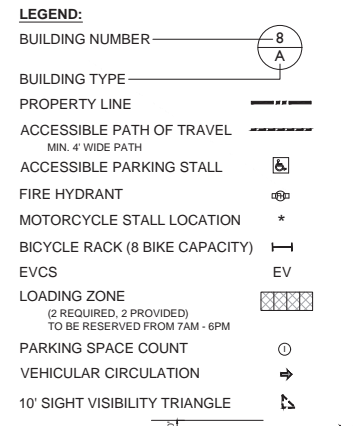 LEGEND:
BUILDING NUMBER 8
A
BUILDING TYPE
PROPERTY LINE
ACCESSIBLE PATH OF TRAVEL
MIN. 4' WIDE PATH
ACCESSIBLE PARKING STALL
FIRE HYDRANT
MOTORCYCLE STALL LOCATION *
BICYCLE RACK (8 BIKE CAPACITY)
EVCS EV
LOADING ZONE
(2 REQUIRED, 2 PROVIDED)
TO BE RESERVED FROM 7AM - 6PM
PARKING SPACE COUNT
VEHICULAR CIRCULATION
10' SIGHT VISIBILITY TRIANGLE